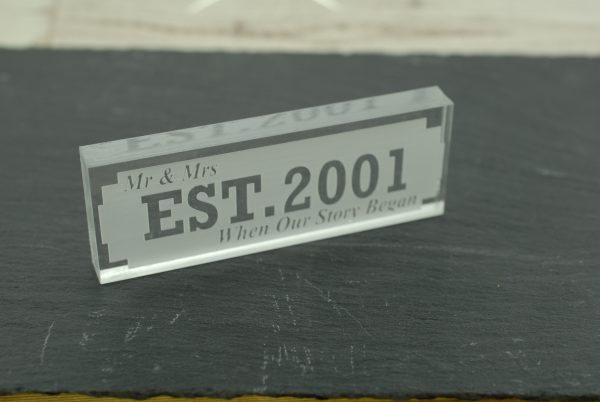 Mr & Mrs
EST.2001
When Our Story Began